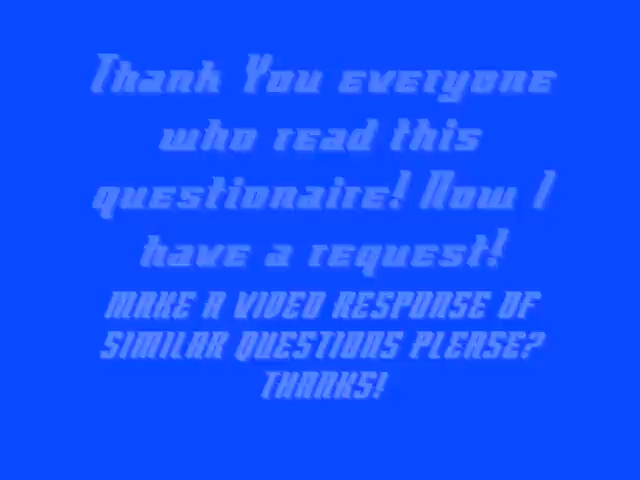 Thank You everyone
who read this
questionaire! Now I
have a request!
MAKE A VIDEO RESPONSE OF
SIMILAR QUESTIONS PLEASE?
THANKS!